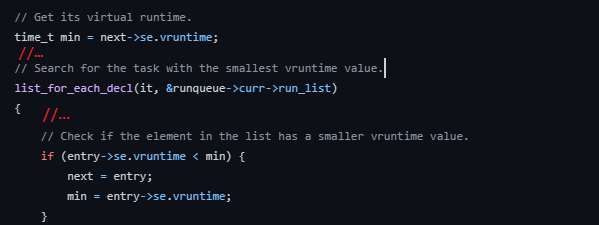 // Get its virtual runtime.
time_t min = next->se.vruntime;
//...
// Search for the task with the smallest vruntime value.
list_for_each_decl(it, &runqueue->curr->run_list)
{
//...
// Check if the element in the list has a smaller vruntime value.
if (entry->se.vruntime < min) {
next = entry;
min = entry->se.vruntime;
}